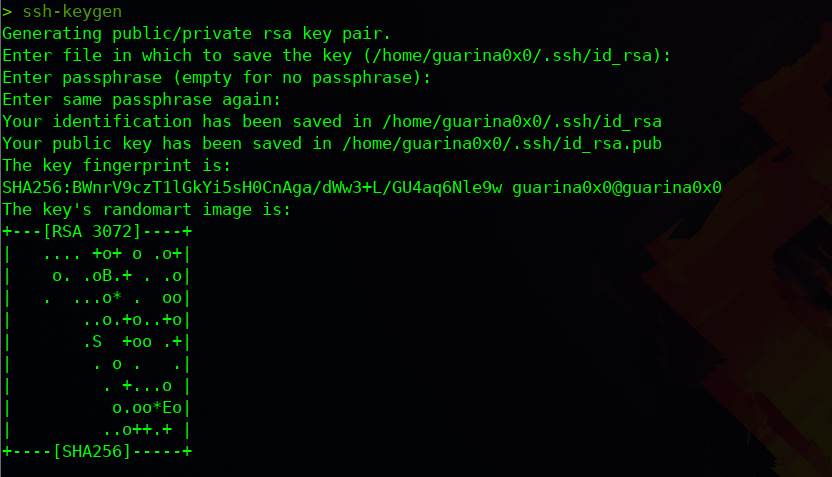 > ssh-keygen
Generating public/private rsa key pair.
Enter file in which to save the key (/home/guarina0x0/.ssh/id_rsa):
Enter passphrase (empty for no passphrase):
Enter same passphrase again:
Your identification has been saved in /home/guarina0x0/.ssh/id_rsa
Your public key has been saved in /home/guarina0x0/.ssh/id_rsa.pub
The key fingerprint is:
SHA256:BWnrV9czT1lGkYi5sH0CnAga/dWw3+L/GU4aq6Nle9w guarina0x0@guarina0x0
The key's randomart image is:
+---[RSA 3072]----+
|   .... +o+ o .o+|
|    o. .oB.+ . .o|
|   .  ...o* .  oo|
|       ..o.+o..+o|
|       .S  +oo .+|
|        . o .   .|
|         . +...o |
|          o.oo*Eo|
|         ..o++.+ |
+----[SHA256]-----+